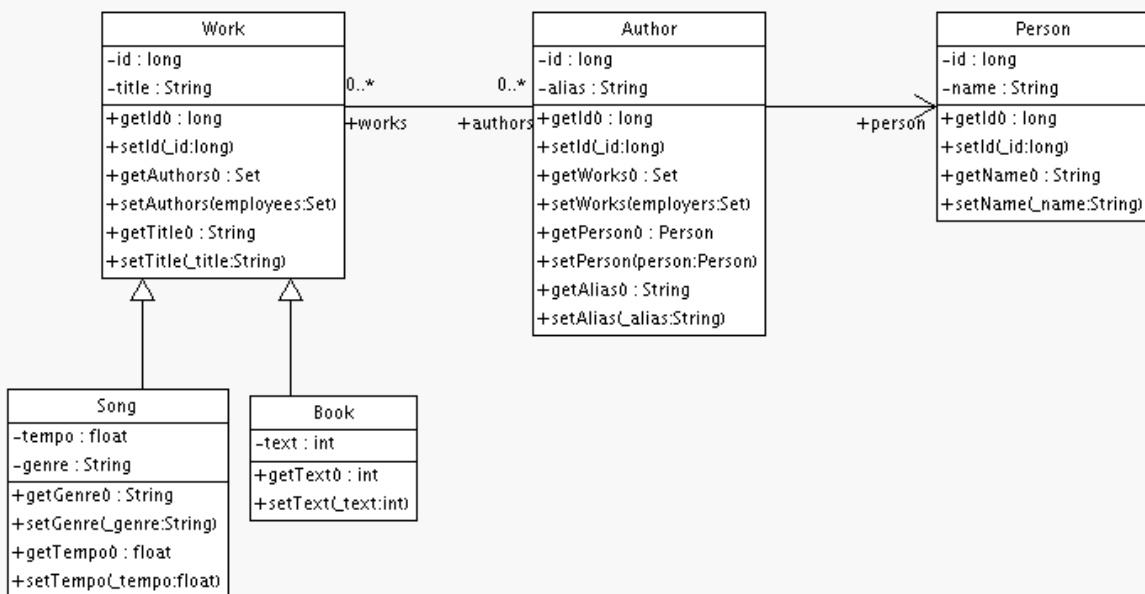 Work
-id : long
-title : String
+getId() : long
+setId(_id:long)
+getAuthors() : Set
+setAuthors(employees:Set)
+getTitle() : String
+setTitle(_title:String)
0..*
+works
0..*
+authors
Author
-id : long
-alias : String
+getId() : long
+setId(_id:long)
+getWorks() : Set
+setWorks(employers:Set)
+getPerson() : Person
+setPerson(person:Person)
+getAlias() : String
+setAlias(_alias:String)
+person
Person
-id : long
-name : String
+getId() : long
+setId(_id:long)
+getName() : String
+setName(_name:String)
Song
-tempo : float
-genre : String
+getGenre() : String
+setGenre(_genre:String)
+getTempo() : float
+setTempo(_tempo:float)
Book
-text : int
+getText() : int
+setText(_text:int)